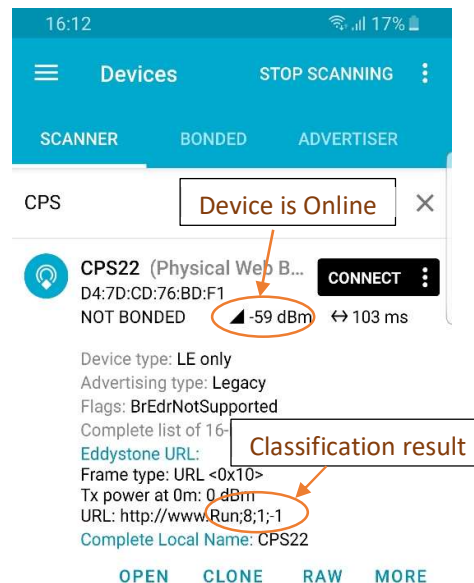 16:12 17%
Devices STOP SCANNING
SCANNER BONDED ADVERTISER
CPS Device is Online
CPS22 (Physical Web B... CONNECT
D4:7D:CD:76:BD:F1
NOT BONDED -59 dBm 103 ms
Device type: LE only
Advertising type: Legacy
Flags: BrEdrNotSupported
Complete list of 16-
Classification result
Eddystone URL:
Frame type: URL <0x10>
Tx power at 0m: 0 dBm
URL: http://www.Run;8;1;-1
Complete Local Name: CPS22
OPEN CLONE RAW MORE